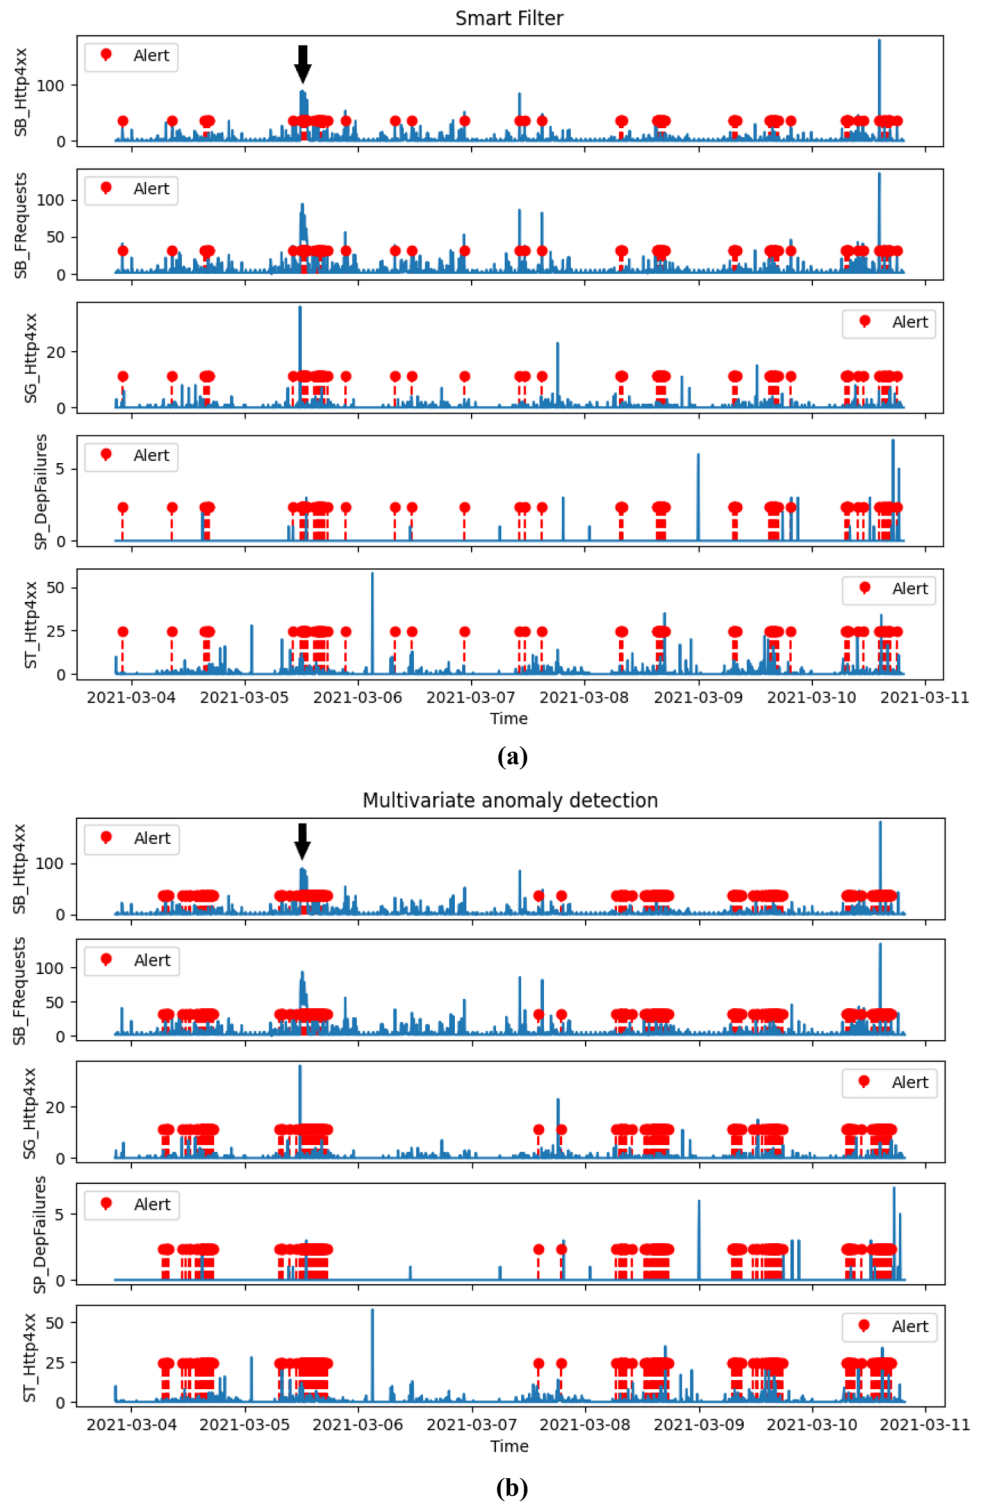 Smart Filter
SB_Http4xx
100
0
Alert
SB_FRequests
100
50
0
Alert
SG_Http4xx
20
0
Alert
SP_DepFailures
5
0
Alert
ST_Http4xx
50
25
0
Alert
2021-03-04 2021-03-05 2021-03-06 2021-03-07 2021-03-08 2021-03-09 2021-03-10 2021-03-11
Time
(a)
Multivariate anomaly detection
SB_Http4xx
100
0
Alert
SB_FRequests
100
50
0
Alert
SG_Http4xx
20
0
Alert
SP_DepFailures
5
0
Alert
ST_Http4xx
50
25
0
Alert
2021-03-04 2021-03-05 2021-03-06 2021-03-07 2021-03-08 2021-03-09 2021-03-10 2021-03-11
Time
(b)